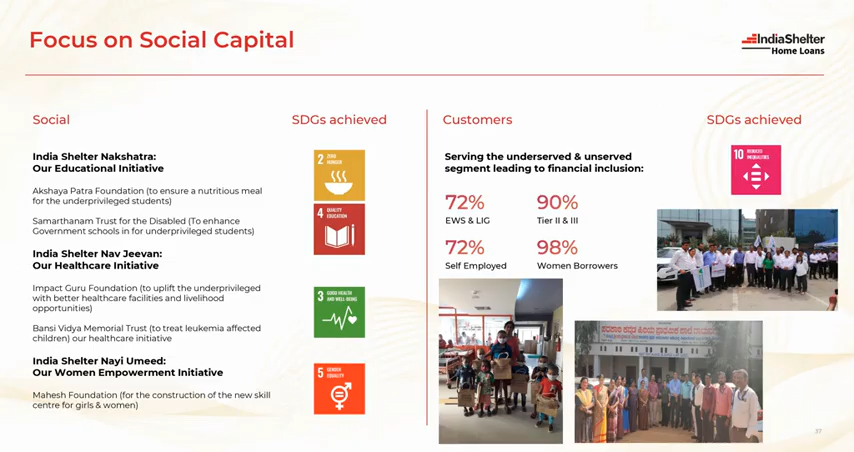 Focus on Social Capital
IndiaShelter
Home Loans
Social
SDGs achieved
India Shelter Nakshatra:
Our Educational Initiative
Akshaya Patra Foundation (to ensure a nutritious meal
for the underprivileged students)
Samarthanam Trust for the Disabled (To enhance
Government schools in for underprivileged students)
India Shelter Nav Jeevan:
Our Healthcare Initiative
Impact Guru Foundation (to uplift the underprivileged
with better healthcare facilities and livelihood
opportunities)
Bansi Vidya Memorial Trust (to treat leukemia affected
children) our healthcare initiative
India Shelter Nayi Umeed:
Our Women Empowerment Initiative
Mahesh Foundation (for the construction of the new skill
centre for girls & women)
2 ZERO
HUNGER
4 QUALITY
EDUCATION
3 GOOD HEALTH
AND WELL-BEING
5 GENDER
EQUALITY
Customers
SDGs achieved
Serving the underserved & unserved
segment leading to financial inclusion:
72%
EWS & LIG
90%
Tier II & III
72%
Self Employed
98%
Women Borrowers
10 REDUCED
INEQUALITIES
37